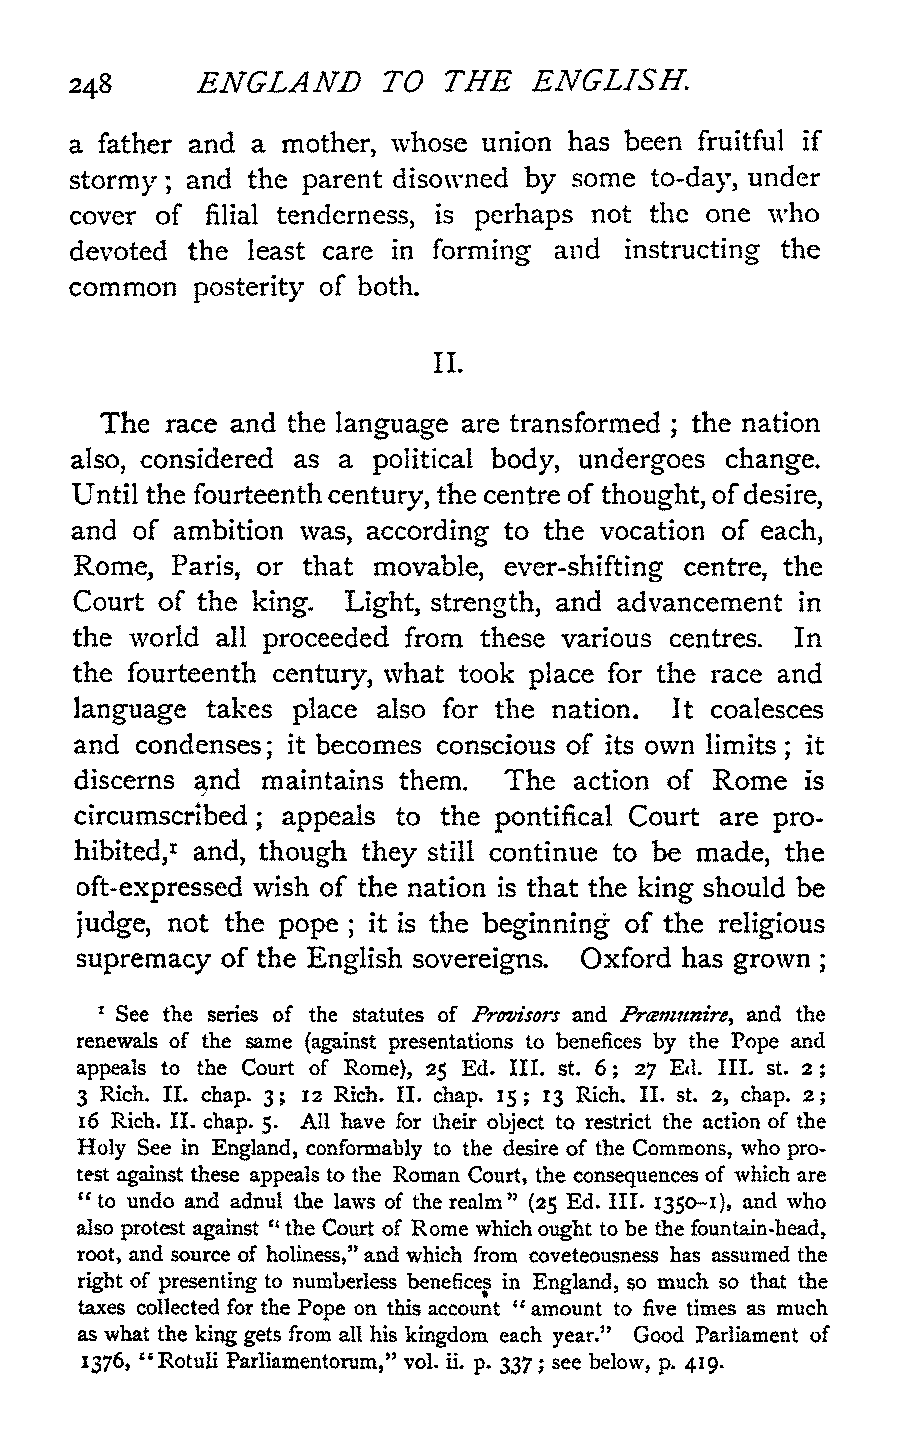 248 ENGLAND TO THE ENGLISH.
a father and a mother, whose union has been fruitful if
stormy ; and the parent disowned by some to-day, under
cover of filial tenderness, is perhaps not the one who
devoted the least care in forming and instructing the
common posterity of both.
II.
The race and the language are transformed ; the nation
also, considered as a political body, undergoes change.
Until the fourteenth century, the centre of thought, of desire,
and of ambition was, according to the vocation of each,
Rome, Paris, or that movable, ever-shifting centre, the
Court of the king. Light, strength, and advancement in
the world all proceeded from these various centres. In
the fourteenth century, what took place for the race and
language takes place also for the nation. It coalesces
and condenses; it becomes conscious of its own limits ; it
discerns and maintains them. The action of Rome is
circumscribed ; appeals to the pontifical Court are pro-
hibited,¹ and, though they still continue to be made, the
oft-expressed wish of the nation is that the king should be
judge, not the pope ; it is the beginning of the religious
supremacy of the English sovereigns. Oxford has grown ;
¹ See the series of the statutes of Provisors and Præmunire, and the
renewals of the same (against presentations to benefices by the Pope and
appeals to the Court of Rome), 25 Ed. III. st. 6 ; 27 Ed. III. st. 2 ;
3 Rich. II. chap. 3 ; 12 Rich. II. chap. 15 ; 13 Rich. II. st. 2, chap. 2 ;
16 Rich. II. chap. 5. All have for their object to restrict the action of the
Holy See in England, conformably to the desire of the Commons, who pro-
test against these appeals to the Roman Court, the consequences of which are
"to undo and adnul the laws of the realm" (25 Ed. III. 1350-1), and who
also protest against "the Court of Rome which ought to be the fountain-head,
root, and source of holiness," and which from coveteousness has assumed the
right of presenting to numberless benefices in England, so much so that the
taxes collected for the Pope on this account "amount to five times as much
as what the king gets from all his kingdom each year." Good Parliament of
1376, "Rotuli Parliamentorum," vol. ii. p. 337 ; see below, p. 419.